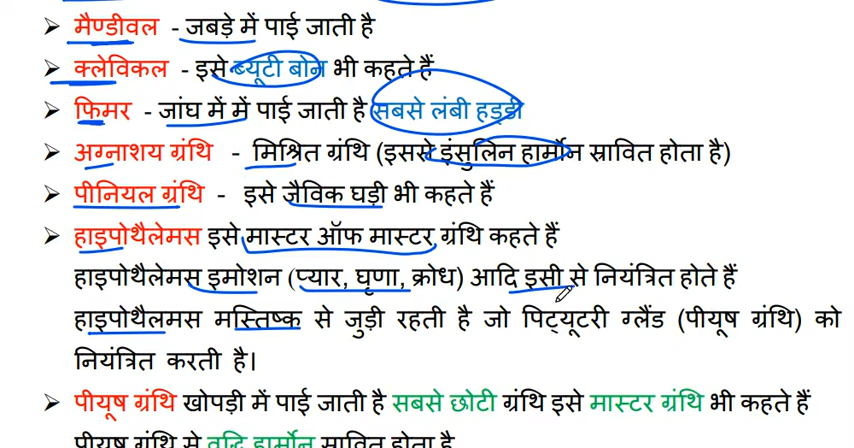 ➤ मैण्डीवल - जबड़े में पाई जाती है
➤ क्लेविकल - इसे ब्यूटी बोन भी कहते हैं
➤ फिमर - जांघ में में पाई जाती है सबसे लंबी हड्डी
➤ अग्नाशय ग्रंथि - मिश्रित ग्रंथि (इससे इंसुलिन हार्मोन स्रावित होता है)
➤ पीनियल ग्रंथि - इसे जैविक घड़ी भी कहते हैं
➤ हाइपोथैलेमस इसे मास्टर ऑफ मास्टर ग्रंथि कहते हैं
हाइपोथैलेमस इमोशन (प्यार, घृणा, क्रोध) आदि इसी से नियंत्रित होते हैं
हाइपोथैलमस मस्तिष्क से जुड़ी रहती है जो पिट्यूटरी ग्लैंड (पीयूष ग्रंथि) को
नियंत्रित करती है।
➤ पीयूष ग्रंथि खोपड़ी में पाई जाती है सबसे छोटी ग्रंथि इसे मास्टर ग्रंथि भी कहते हैं
पीयूष ग्रंथि से वृद्धि हार्मोन स्रावित होता है